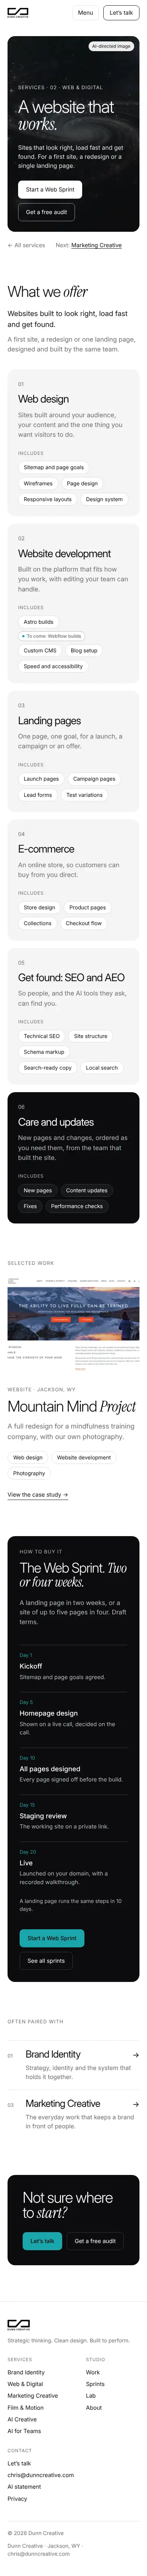 DUNN CREATIVE
Menu
Let's talk
AI-directed image
SERVICES · 02 · WEB & DIGITAL
A website that
works.
Sites that look right, load fast and get
found. For a first site, a redesign or a
single landing page.
Start a Web Sprint
Get a free audit
← All services
Next: Marketing Creative
What we offer
Websites built to look right, load fast
and get found.
A first site, a redesign or one landing page,
designed and built by the same team.
01
Web design
Sites built around your audience,
your content and the one thing you
want visitors to do.
INCLUDES
Sitemap and page goals
Wireframes
Page design
Responsive layouts
Design system
02
Website development
Built on the platform that fits how
you work, with editing your team can
handle.
INCLUDES
Astro builds
To come: Webflow builds
Custom CMS
Blog setup
Speed and accessibility
03
Landing pages
One page, one goal, for a launch, a
campaign or an offer.
INCLUDES
Launch pages
Campaign pages
Lead forms
Test variations
04
E-commerce
An online store, so customers can
buy from you direct.
INCLUDES
Store design
Product pages
Collections
Checkout flow
05
Get found: SEO and AEO
So people, and the AI tools they ask,
can find you.
INCLUDES
Technical SEO
Site structure
Schema markup
Search-ready copy
Local search
06
Care and updates
New pages and changes, ordered as
you need them, from the team that
built the site.
INCLUDES
New pages
Content updates
Fixes
Performance checks
SELECTED WORK
THE ABILITY TO LIVE FULLY CAN BE TRAINED
WEBSITE · JACKSON, WY
Mountain Mind Project
A full redesign for a mindfulness training
company, with our own photography.
Web design
Website development
Photography
View the case study →
HOW TO BUY IT
The Web Sprint. Two
or four weeks.
A landing page in two weeks, or a
site of up to five pages in four. Draft
terms.
Day 1
Kickoff
Sitemap and page goals agreed.
Day 5
Homepage design
Shown on a live call, decided on the
call.
Day 10
All pages designed
Every page signed off before the build.
Day 15
Staging review
The working site on a private link.
Day 20
Live
Launched on your domain, with a
recorded walkthrough.
A landing page runs the same steps in 10
days.
Start a Web Sprint
See all sprints
OFTEN PAIRED WITH
01
Brand Identity
→
Strategy, identity and the system that
holds it together.
03
Marketing Creative
→
The everyday work that keeps a brand
in front of people.
Not sure where
to start?
Let's talk
Get a free audit
DUNN CREATIVE
Strategic thinking. Clean design. Built to perform.
SERVICES
Brand Identity
Web & Digital
Marketing Creative
Film & Motion
AI Creative
AI for Teams
STUDIO
Work
Sprints
Lab
About
CONTACT
Let's talk
chris@dunncreative.com
AI statement
Privacy
© 2026 Dunn Creative
Dunn Creative · Jackson, WY ·
chris@dunncreative.com